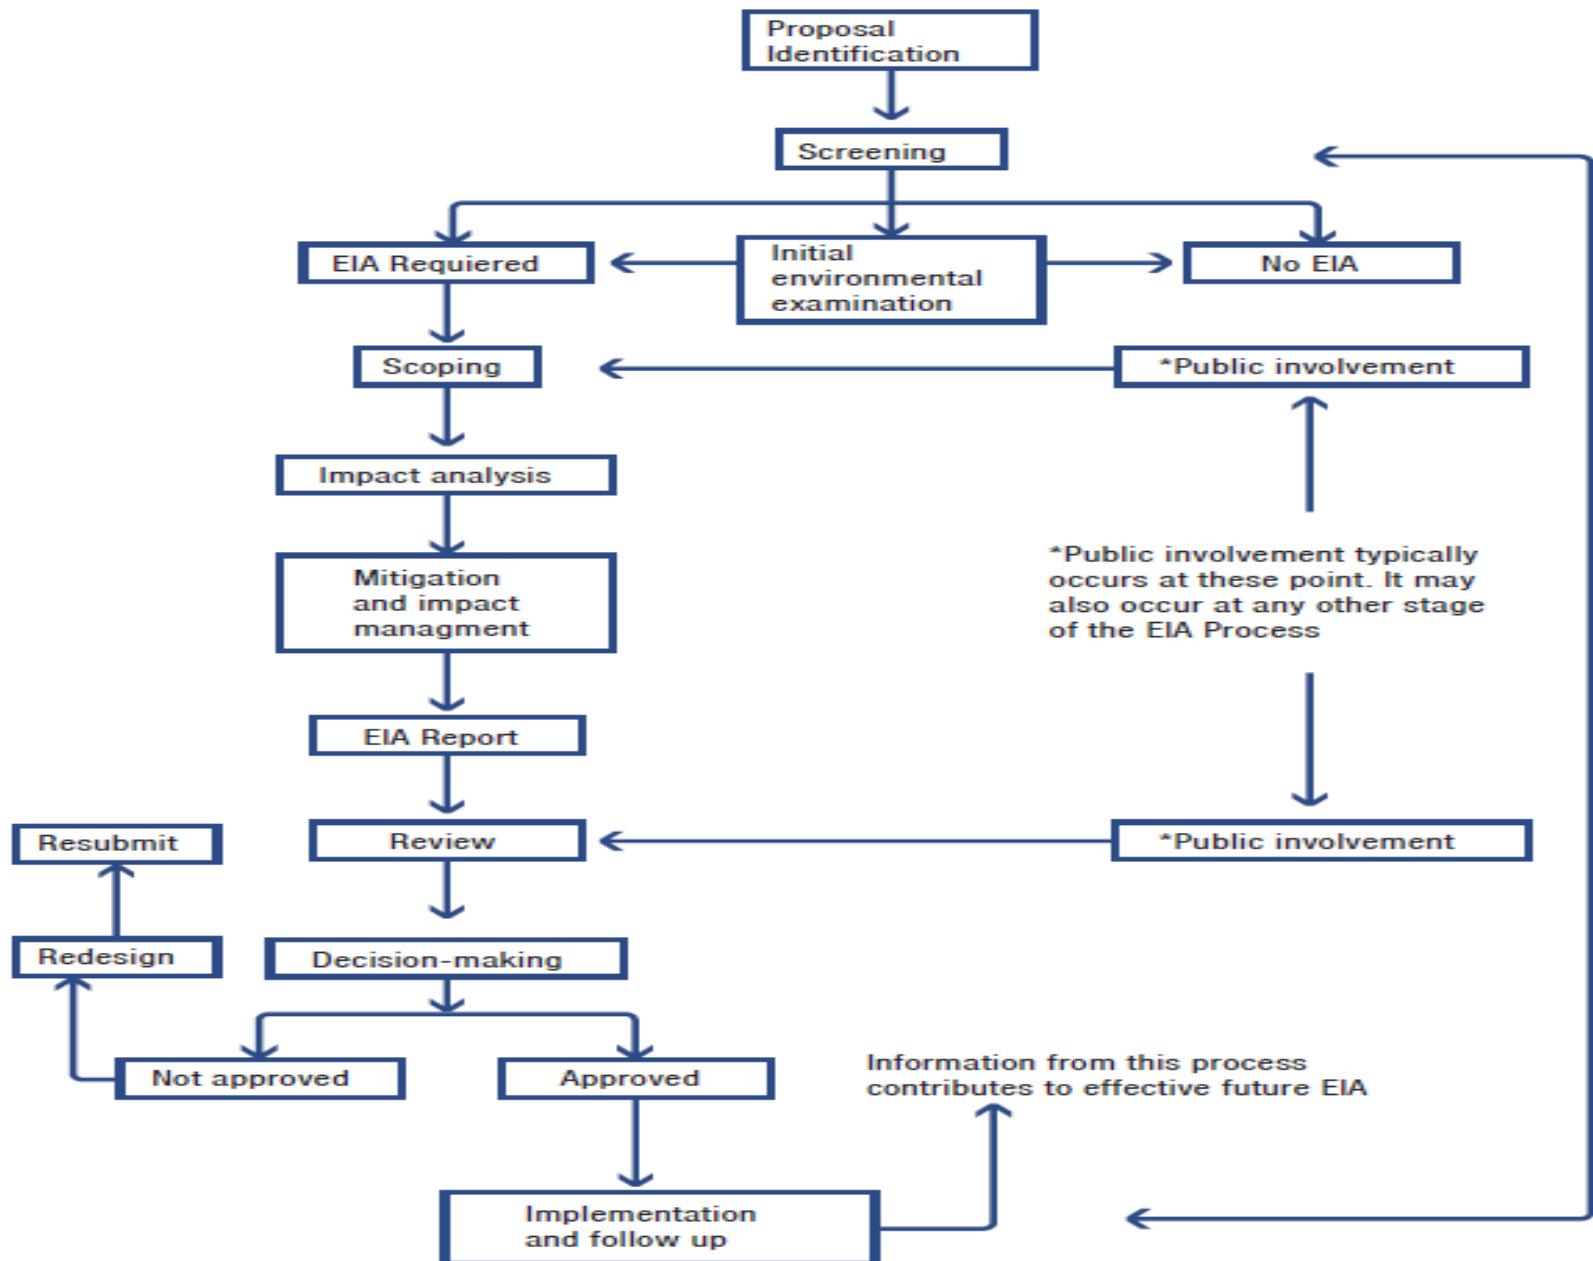 Proposal
Identification
Screening
EIA Requiered
Initial
environmental
examination
No EIA
Scoping
*Public involvement
Impact analysis
Mitigation
and impact
managment
*Public involvement typically
occurs at these point. It may
also occur at any other stage
of the EIA Process
EIA Report
Resubmit
Review
*Public involvement
Redesign
Decision-making
Not approved
Approved
Information from this process
contributes to effective future EIA
Implementation
and follow up